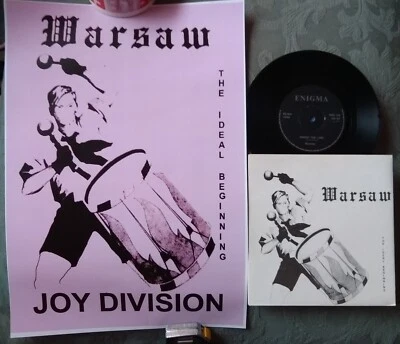 Warsaw
THE IDEAL BEGINNING
JOY DIVISION
ENIGMA
Warsaw